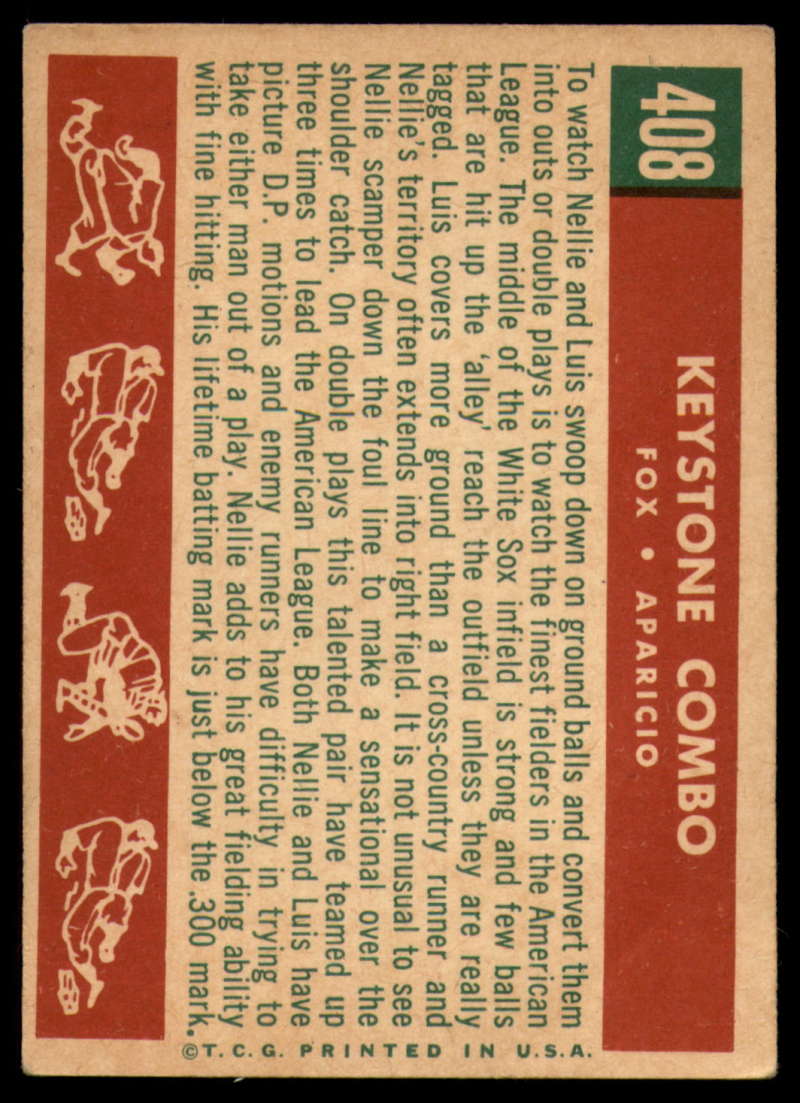 408
KEYSTONE COMBO
FOX • APARICIO
To watch Nellie and Luis swoop down on ground balls and convert them
into outs or double plays is to watch the finest fielders in the American
League. The middle of the White Sox infield is strong and few balls
that are hit up the 'alley' reach the outfield unless they are really
tagged. Luis covers more ground than a cross-country runner and
Nellie's territory often extends into right field. It is not unusual to see
Nellie scamper down the foul line to make a sensational over the
shoulder catch. On double plays this talented pair have teamed up
three times to lead the American League. Both Nellie and Luis have
picture D.P. motions and enemy runners have difficulty in trying to
take either man out of a play. Nellie adds to his great fielding ability
with fine hitting. His lifetime batting mark is just below the .300 mark.
©T.C.G. PRINTED IN U.S.A.